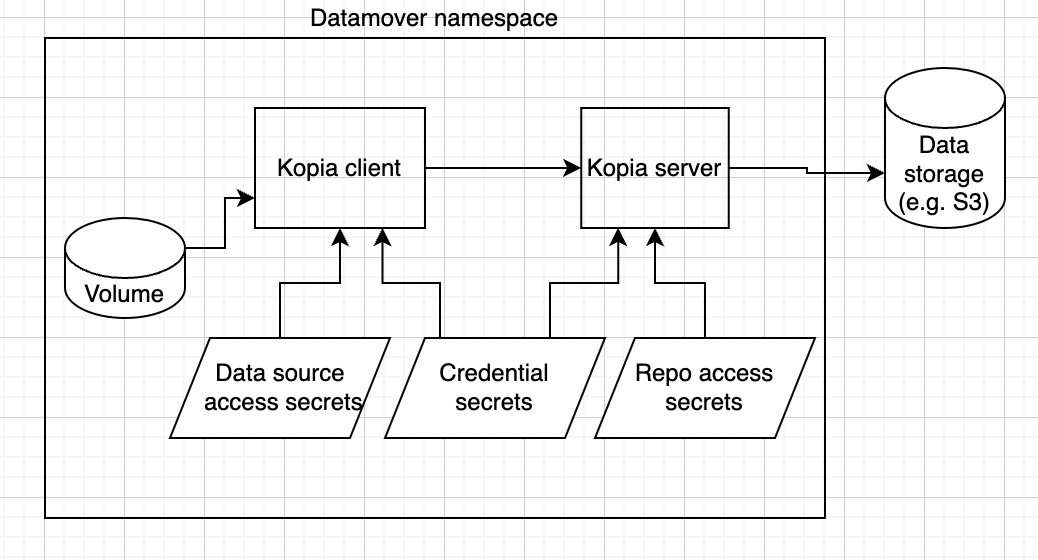 Datamover namespace
Kopia client
Kopia server
Data
storage
(e.g. S3)
Volume
Data source
access secrets
Credential
secrets
Repo access
secrets